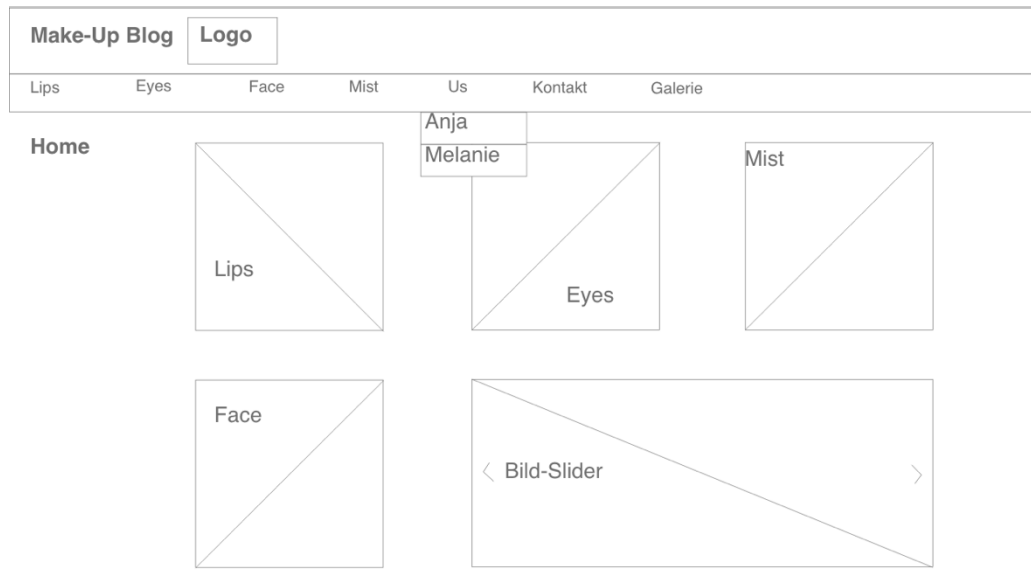 Make-Up Blog Logo
Lips Eyes Face Mist Us Kontakt Galerie
Anja
Melanie
Home
Mist
Lips
Eyes
Face
Bild-Slider